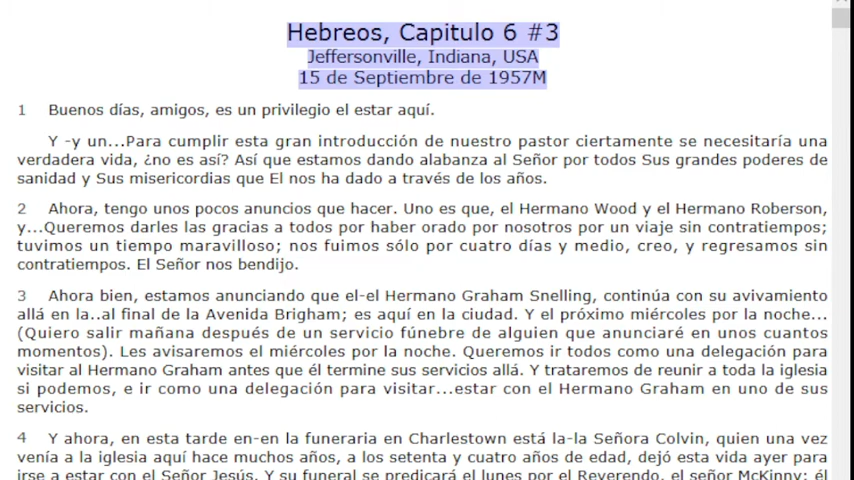 Hebreos, Capitulo 6 #3
Jeffersonville, Indiana, USA
15 de Septiembre de 1957M
1 Buenos días, amigos, es un privilegio el estar aquí.
Y -y un...Para cumplir esta gran introducción de nuestro pastor ciertamente se necesitaría una
verdadera vida, ¿no es así? Así que estamos dando alabanza al Señor por todos Sus grandes poderes de
sanidad y Sus misericordias que El nos ha dado a través de los años.
2 Ahora, tengo unos pocos anuncios que hacer. Uno es que, el Hermano Wood y el Hermano Roberson,
y...Queremos darles las gracias a todos por haber orado por nosotros por un viaje sin contratiempos;
tuvimos un tiempo maravilloso; nos fuimos sólo por cuatro días y medio, creo, y regresamos sin
contratiempos. El Señor nos bendijo.
3 Ahora bien, estamos anunciando que el-el Hermano Graham Snelling, continúa con su avivamiento
allá en la..al final de la Avenida Brigham; es aquí en la ciudad. Y el próximo miércoles por la noche...
(Quiero salir mañana después de un servicio fúnebre de alguien que anunciaré en unos cuantos
momentos). Les avisaremos el miércoles por la noche. Queremos ir todos como una delegación para
visitar al Hermano Graham antes que él termine sus servicios allá. Y trataremos de reunir a toda la iglesia
si podemos, e ir como una delegación para visitar...estar con el Hermano Graham en uno de sus
servicios.
4 Y ahora, en esta tarde en-en la funeraria en Charlestown está la-la Señora Colvin, quien una vez
venía a la iglesia aquí hace muchos años, a los setenta y cuatro años de edad, dejó esta vida ayer para
irse a estar con el Señor Jesús. Y su funeral se predicará el lunes por el Reverendo, el señor McKinny; él